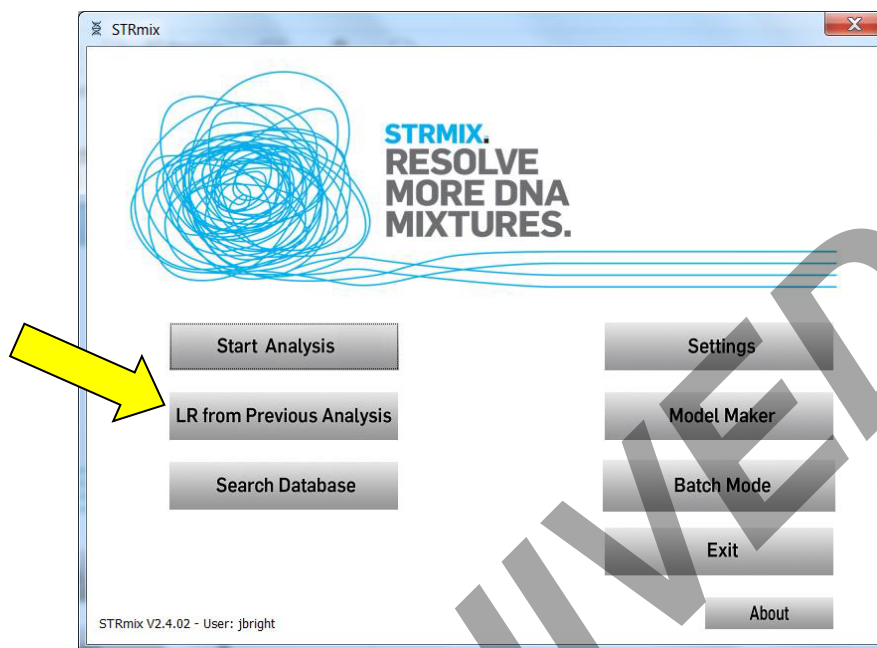 STRmix
STRMIX.
RESOLVE
MORE DNA
MIXTURES.
Start Analysis
Settings
LR from Previous Analysis
Model Maker
Search Database
Batch Mode
Exit
About
STRmix V2.4.02 - User: jbright